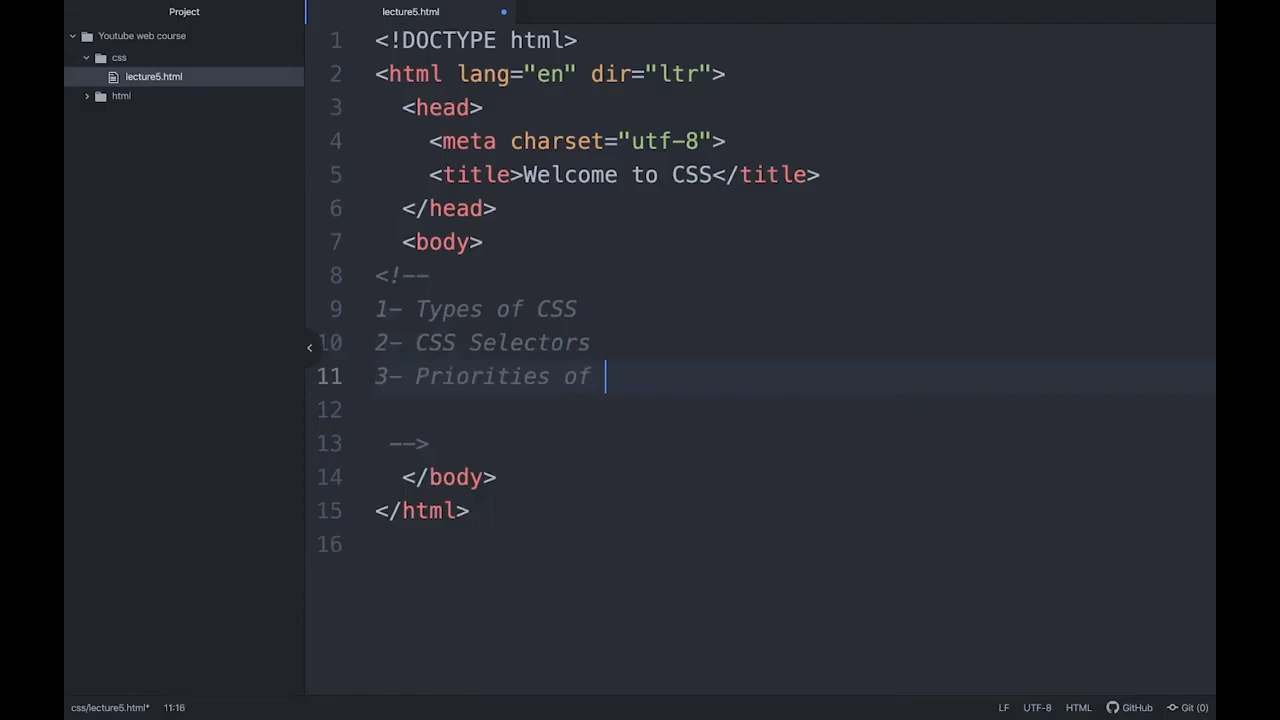 Project
Youtube web course
css
lecture5.html
html
lecture5.html
1 <!DOCTYPE html>
2 <html lang="en" dir="ltr">
3 <head>
4 <meta charset="utf-8">
5 <title>Welcome to CSS</title>
6 </head>
7 <body>
8 <!--
9 1- Types of CSS
10 2- CSS Selectors
11 3- Priorities of
12
13 -->
14 </body>
15 </html>
16
css/lecture5.html* 11:16 LF UTF-8 HTML GitHub Git (0)